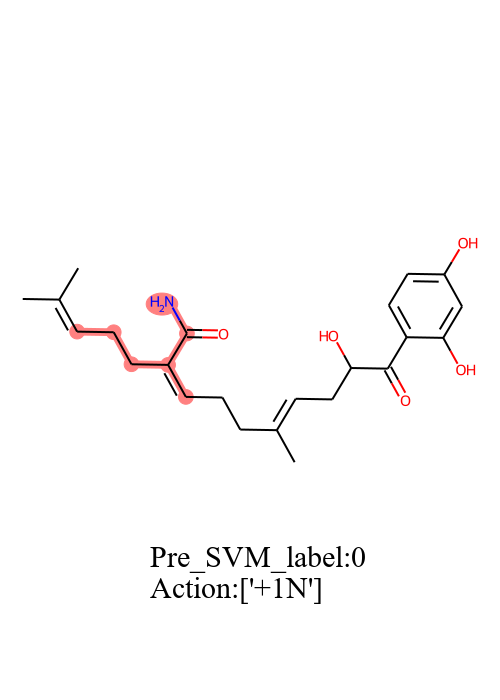 OH
H2N
O
HO
OH
O
Pre_SVM_label:0
Action:['+1N']